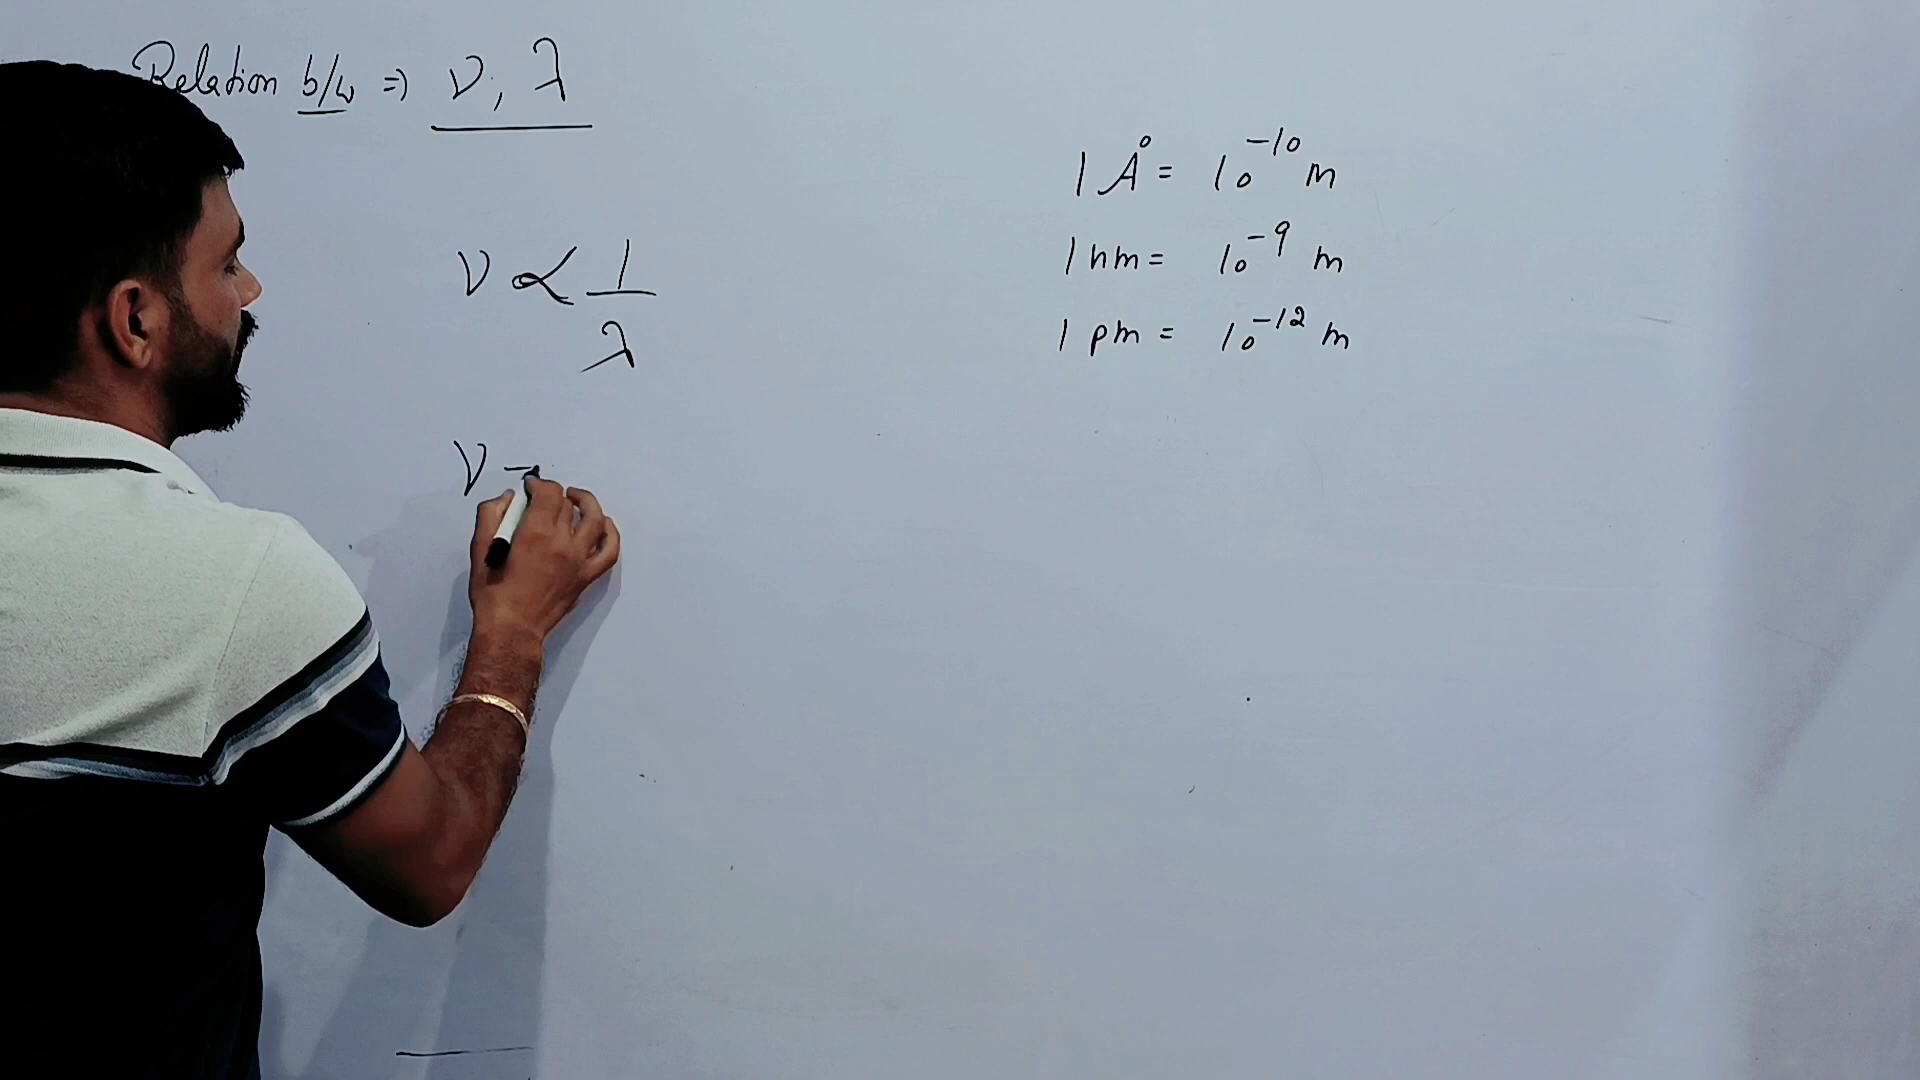 Relation b/w => ν, λ
1 Å = 10⁻¹⁰ m
1 nm = 10⁻⁹ m
1 pm = 10⁻¹² m
ν ∝ 1/λ
ν -